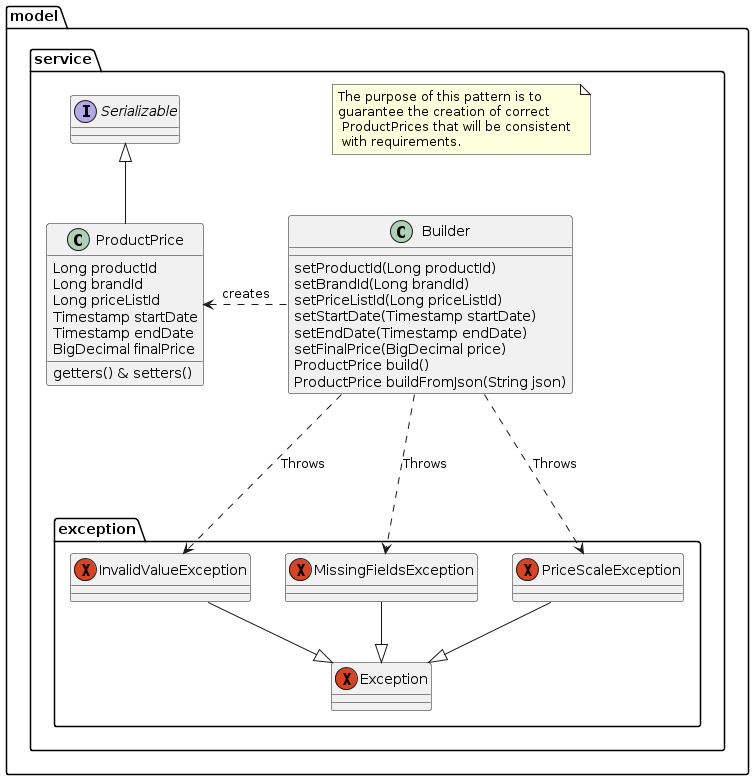 model
service
I Serializable
The purpose of this pattern is to
guarantee the creation of correct
ProductPrices that will be consistent
with requirements.
C ProductPrice
Long productId
Long brandId
Long priceListId
Timestamp startDate
Timestamp endDate
BigDecimal finalPrice
getters() & setters()
creates
C Builder
setProductId(Long productId)
setBrandId(Long brandId)
setPriceListId(Long priceListId)
setStartDate(Timestamp startDate)
setEndDate(Timestamp endDate)
setFinalPrice(BigDecimal price)
ProductPrice build()
ProductPrice buildFromJson(String json)
Throws
Throws
Throws
exception
X InvalidValueException
X MissingFieldsException
X PriceScaleException
X Exception